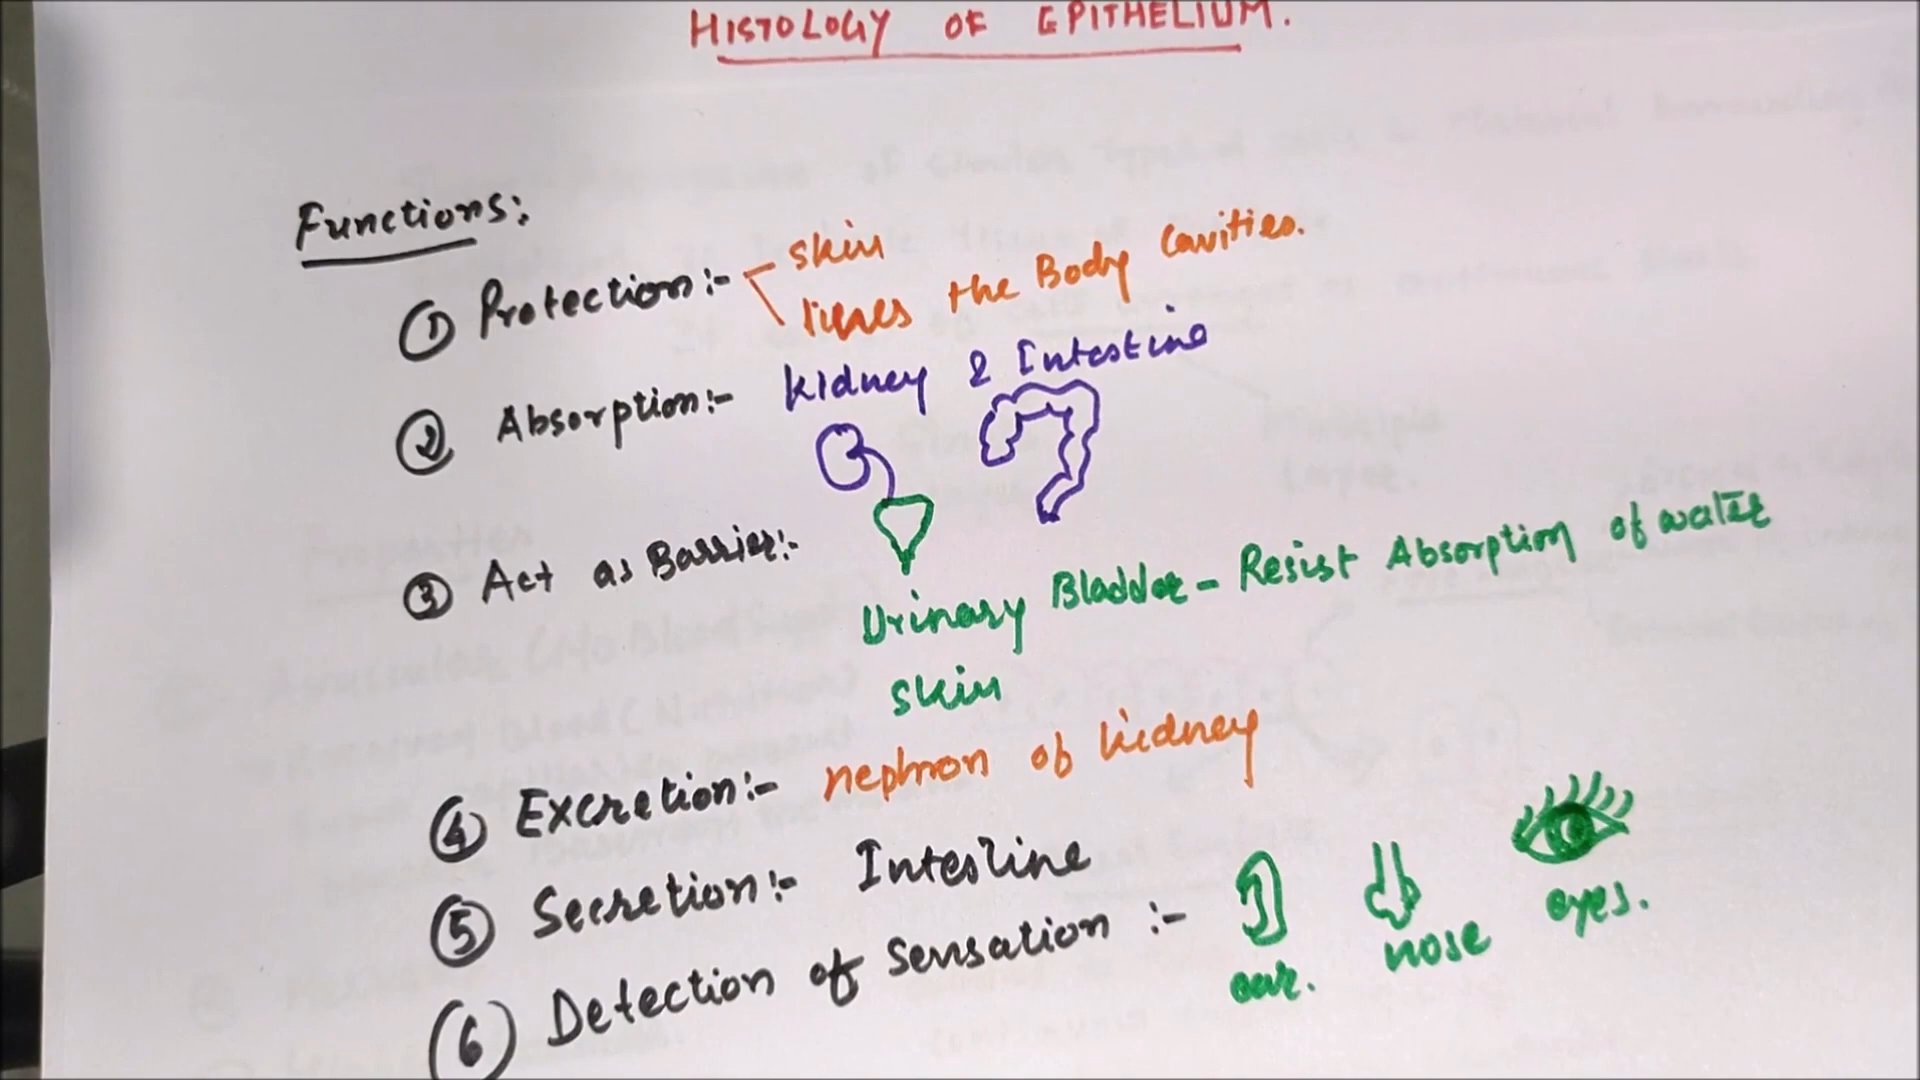 HISTOLOGY OF EPITHELIUM.
Functions:
① Protection:- skin
lines the Body Cavities.
② Absorption:- kidney & Intestine
③ Act as Barrier:-
Urinary Bladder - Resist Absorption of water
skin
④ Excretion:- nephron of kidney
⑤ Secretion:- Intestine
⑥ Detection of Sensation :-
ear. nose eyes.